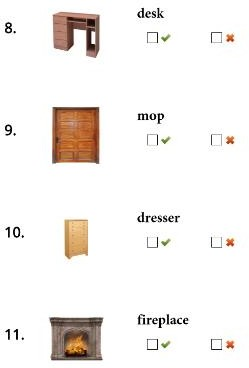 8. desk
9. mop
10. dresser
11. fireplace